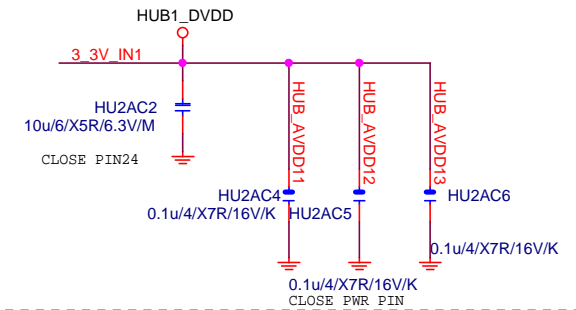 HUB1_DVDD
3_3V_IN1
HU2AC2
10u/6/X5R/6.3V/M
CLOSE PIN24
HUB_AVDD11
HUB_AVDD12
HUB_AVDD13
HU2AC4
0.1u/4/X7R/16V/K
HU2AC5
HU2AC6
0.1u/4/X7R/16V/K
0.1u/4/X7R/16V/K
CLOSE PWR PIN